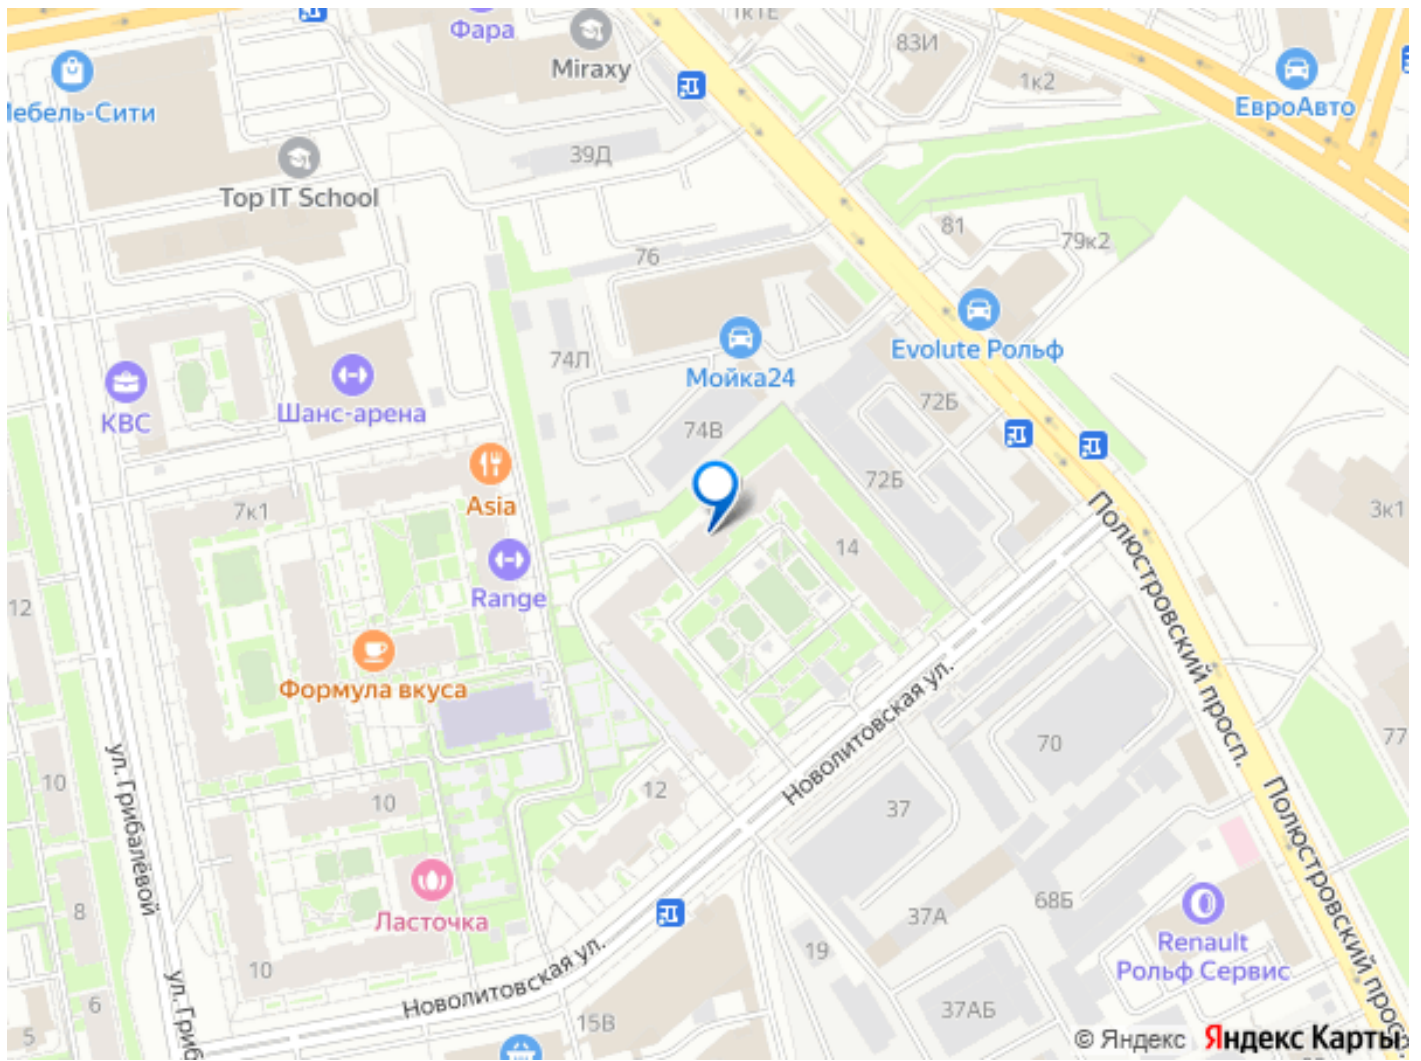 Фара
1кТЕ
83И
Miraxy
1к2
ЕвроАвто
Мебель-Сити
39Д
Top IT School
81
79к2
76
Evolute Рольф
74Л
Мойка24
КВС
Шанс-арена
72Б
74В
72Б
Asia
7к1
3к1
14
Range
12
Полюстровский просп.
Формула вкуса
Новолитовская ул.
77
70
ул. Грибалёвой
10
12
10
37
Полюстровский просп
8
Ласточка
37А
68Б
Renault
Рольф Сервис
19
10
Новолитовская ул.
ул. Гриб
6
37АБ
15В
5
© Яндекс Яндекс Карты